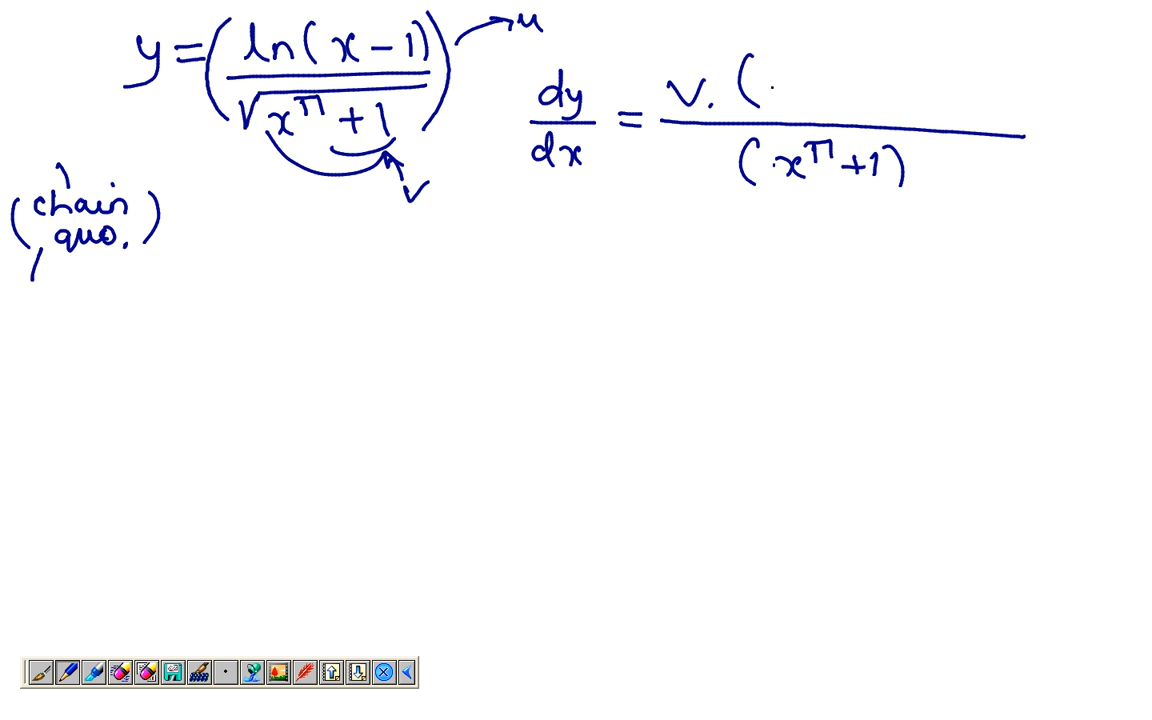 y = ( ln(x-1) / √(x^π + 1) ) → u
v
dy/dx = v. ( / (x^π + 1)
(chain
quo.)